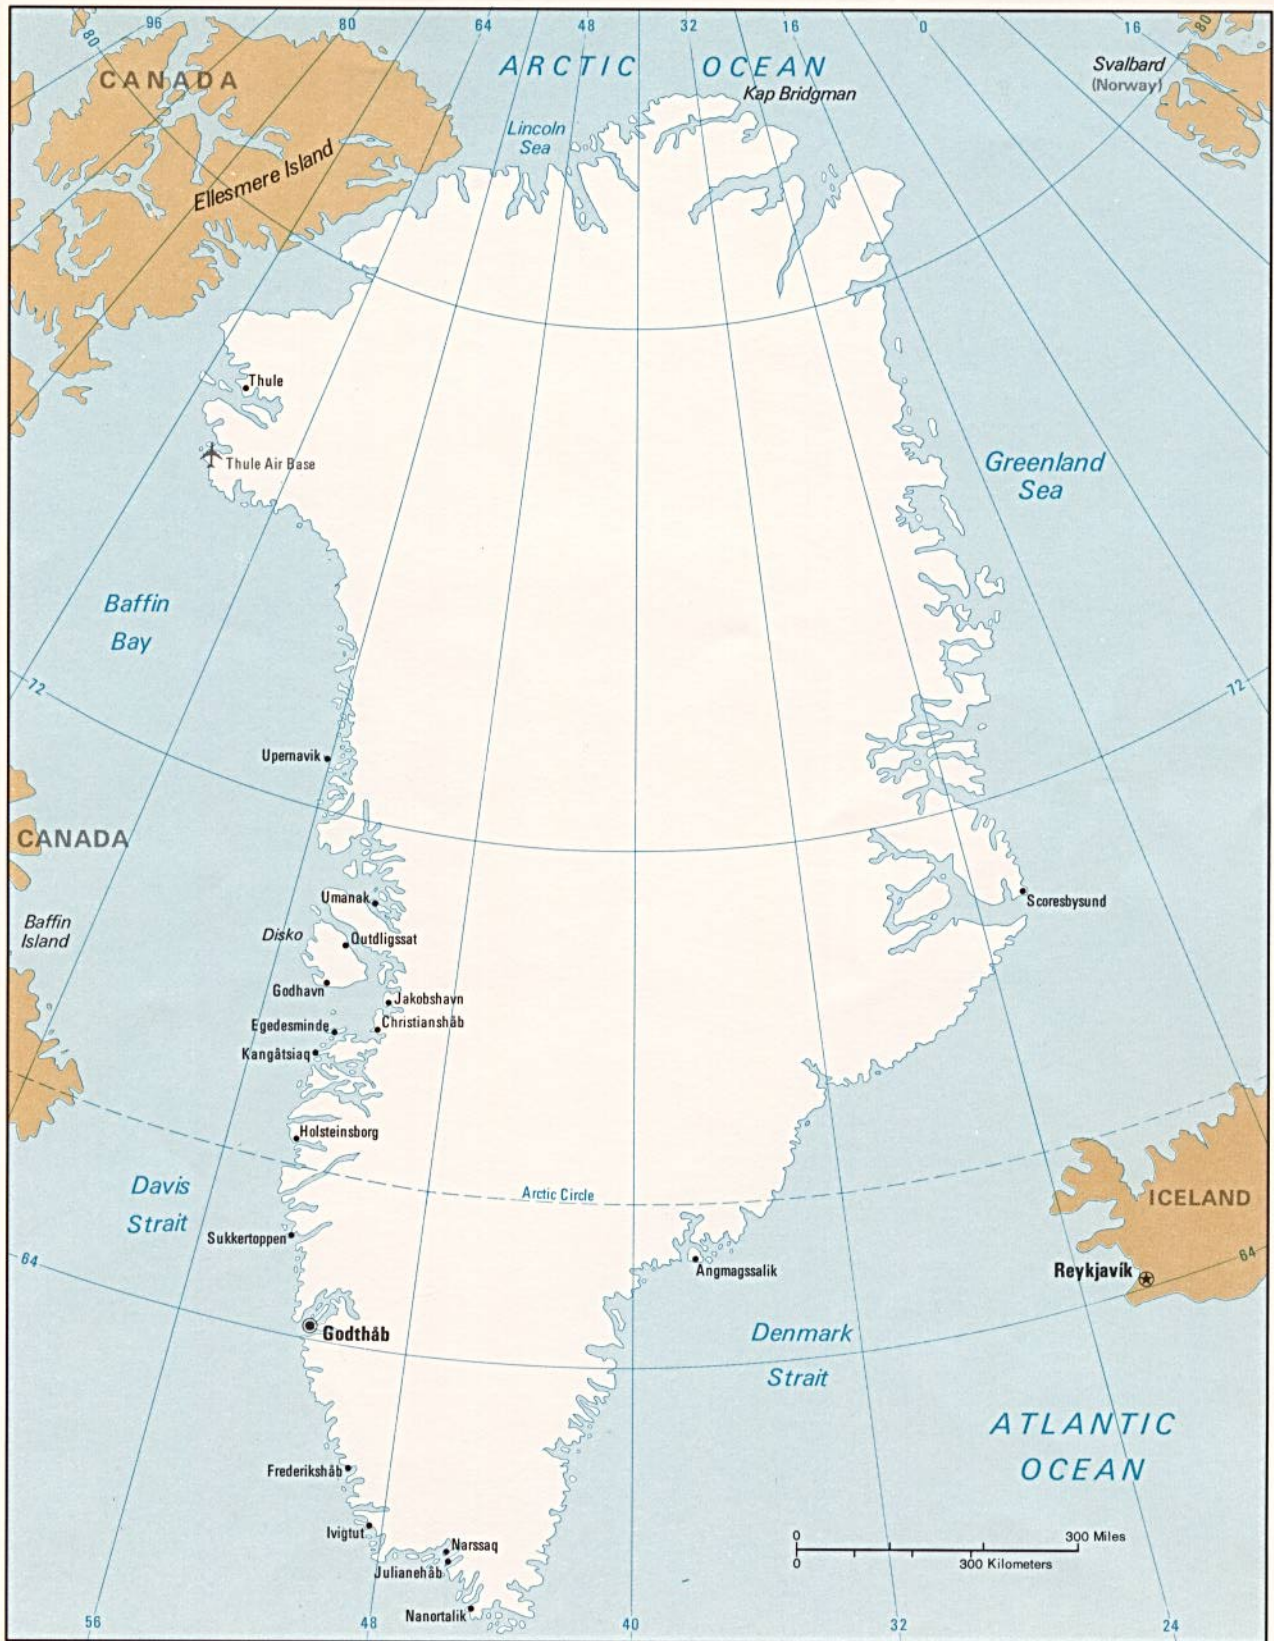 80
96
80
64
48
32
16
0
16
80
CANADA
ARCTIC OCEAN
Kap Bridgman
Svalbard
(Norway)
Lincoln
Sea
Ellesmere Island
Thule
Thule Air Base
Greenland
Sea
Baffin
Bay
72
72
Upernavik
CANADA
Umanak
Scoresbysund
Baffin
Island
Disko
Qutdligssat
Godhavn
Jakobshavn
Egedesminde
Christianshåb
Kangâtsiaq
Holsteinsborg
Davis
Strait
Arctic Circle
ICELAND
Sukkertoppen
64
64
Angmagssalik
Reykjavík
Godthåb
Denmark
Strait
ATLANTIC
OCEAN
Frederikshåb
Ivigtut
Narssaq
Julianehåb
0
300 Miles
0
300 Kilometers
Nanortalik
56
48
40
32
24